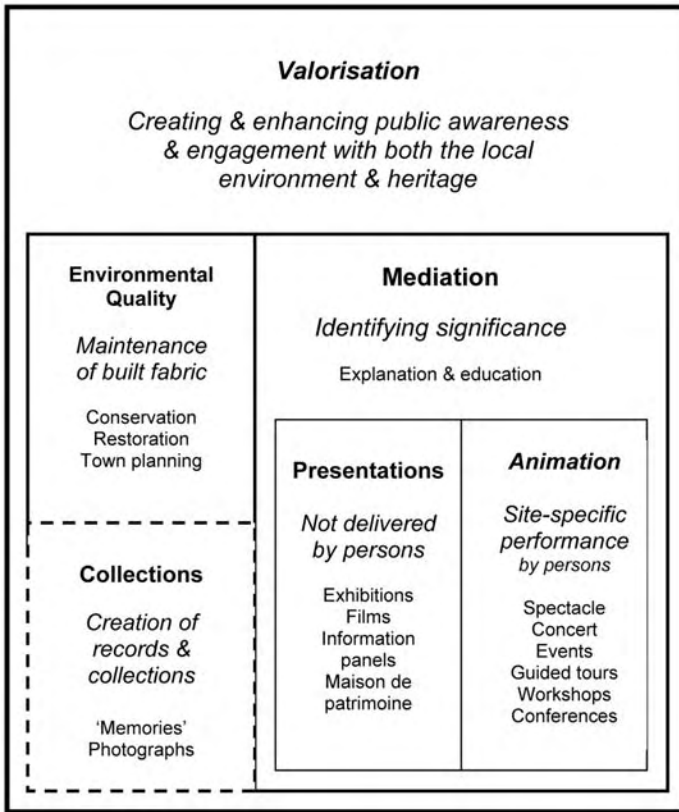 Valorisation
Creating & enhancing public awareness
& engagement with both the local
environment & heritage
Environmental
Quality
Maintenance
of built fabric
Conservation
Restoration
Town planning
Collections
Creation of
records &
collections
‘Memories’
Photographs
Mediation
Identifying significance
Explanation & education
Presentations
Not delivered
by persons
Exhibitions
Films
Information
panels
Maison de
patrimoine
Animation
Site-specific
performance
by persons
Spectacle
Concert
Events
Guided tours
Workshops
Conferences